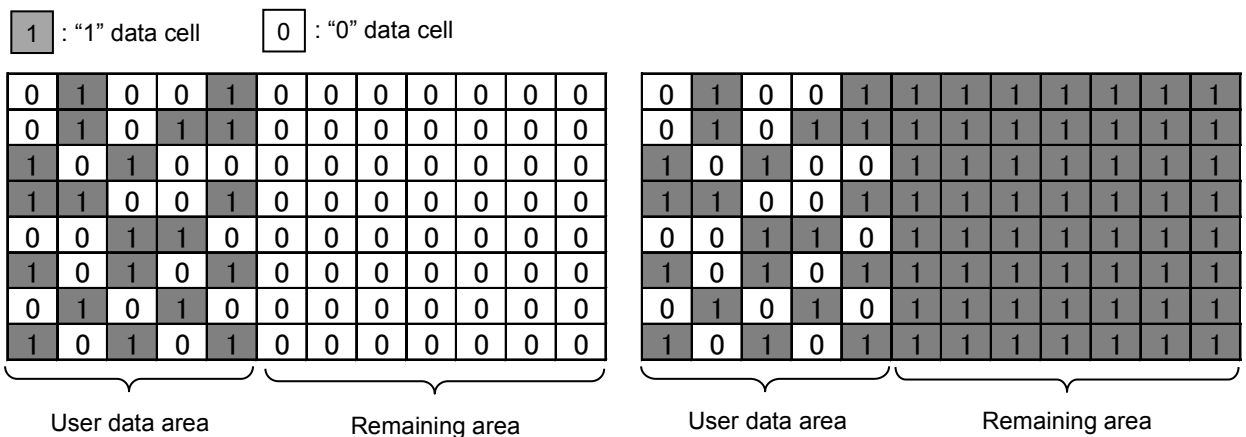 1 : “1” data cell 0 : “0” data cell
0 1 0 0 1 0 0 0 0 0 0 0 0 1 0 0 1 1 1 1 1 1 1 1
0 1 0 1 1 0 0 0 0 0 0 0 0 1 0 1 1 1 1 1 1 1 1 1
1 0 1 0 0 0 0 0 0 0 0 0 1 0 1 0 0 1 1 1 1 1 1 1
1 1 0 0 1 0 0 0 0 0 0 0 1 1 0 0 1 1 1 1 1 1 1 1
0 0 1 1 0 0 0 0 0 0 0 0 0 0 1 1 0 1 1 1 1 1 1 1
1 0 1 0 1 0 0 0 0 0 0 0 1 0 1 0 1 1 1 1 1 1 1 1
0 1 0 1 0 0 0 0 0 0 0 0 0 1 0 1 0 1 1 1 1 1 1 1
1 0 1 0 1 0 0 0 0 0 0 0 1 0 1 0 1 1 1 1 1 1 1 1
User data area Remaining area User data area Remaining area